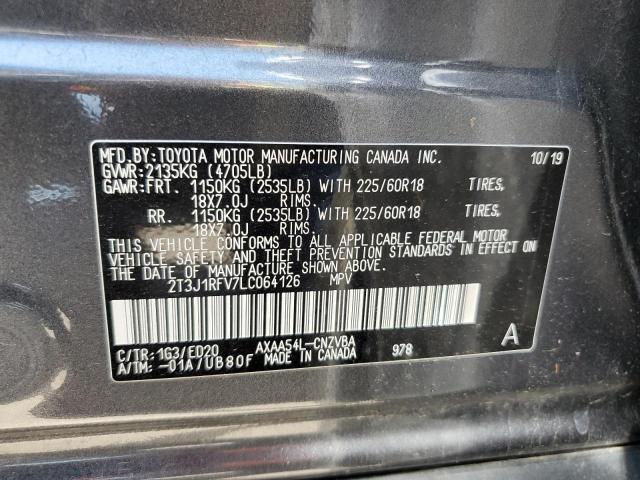 MFD.BY:TOYOTA MOTOR MANUFACTURING CANADA INC. 10/19
GVWR:2135KG (4705LB)
GAWR:FRT. 1150KG (2535LB) WITH 225/60R18 TIRES,
18X7.0J RIMS.
RR. 1150KG (2535LB) WITH 225/60R18 TIRES,
18X7.0J RIMS.
THIS VEHICLE CONFORMS TO ALL APPLICABLE FEDERAL MOTOR
VEHICLE SAFETY AND THEFT PREVENTION STANDARDS IN EFFECT ON
THE DATE OF MANUFACTURE SHOWN ABOVE.
2T3J1RFV7LC064126 MPV
A
C/TR:1G3/ED20 AXAA54L-CNZVBA
A/TM:-01A/UB80F MADE IN CANADA 978